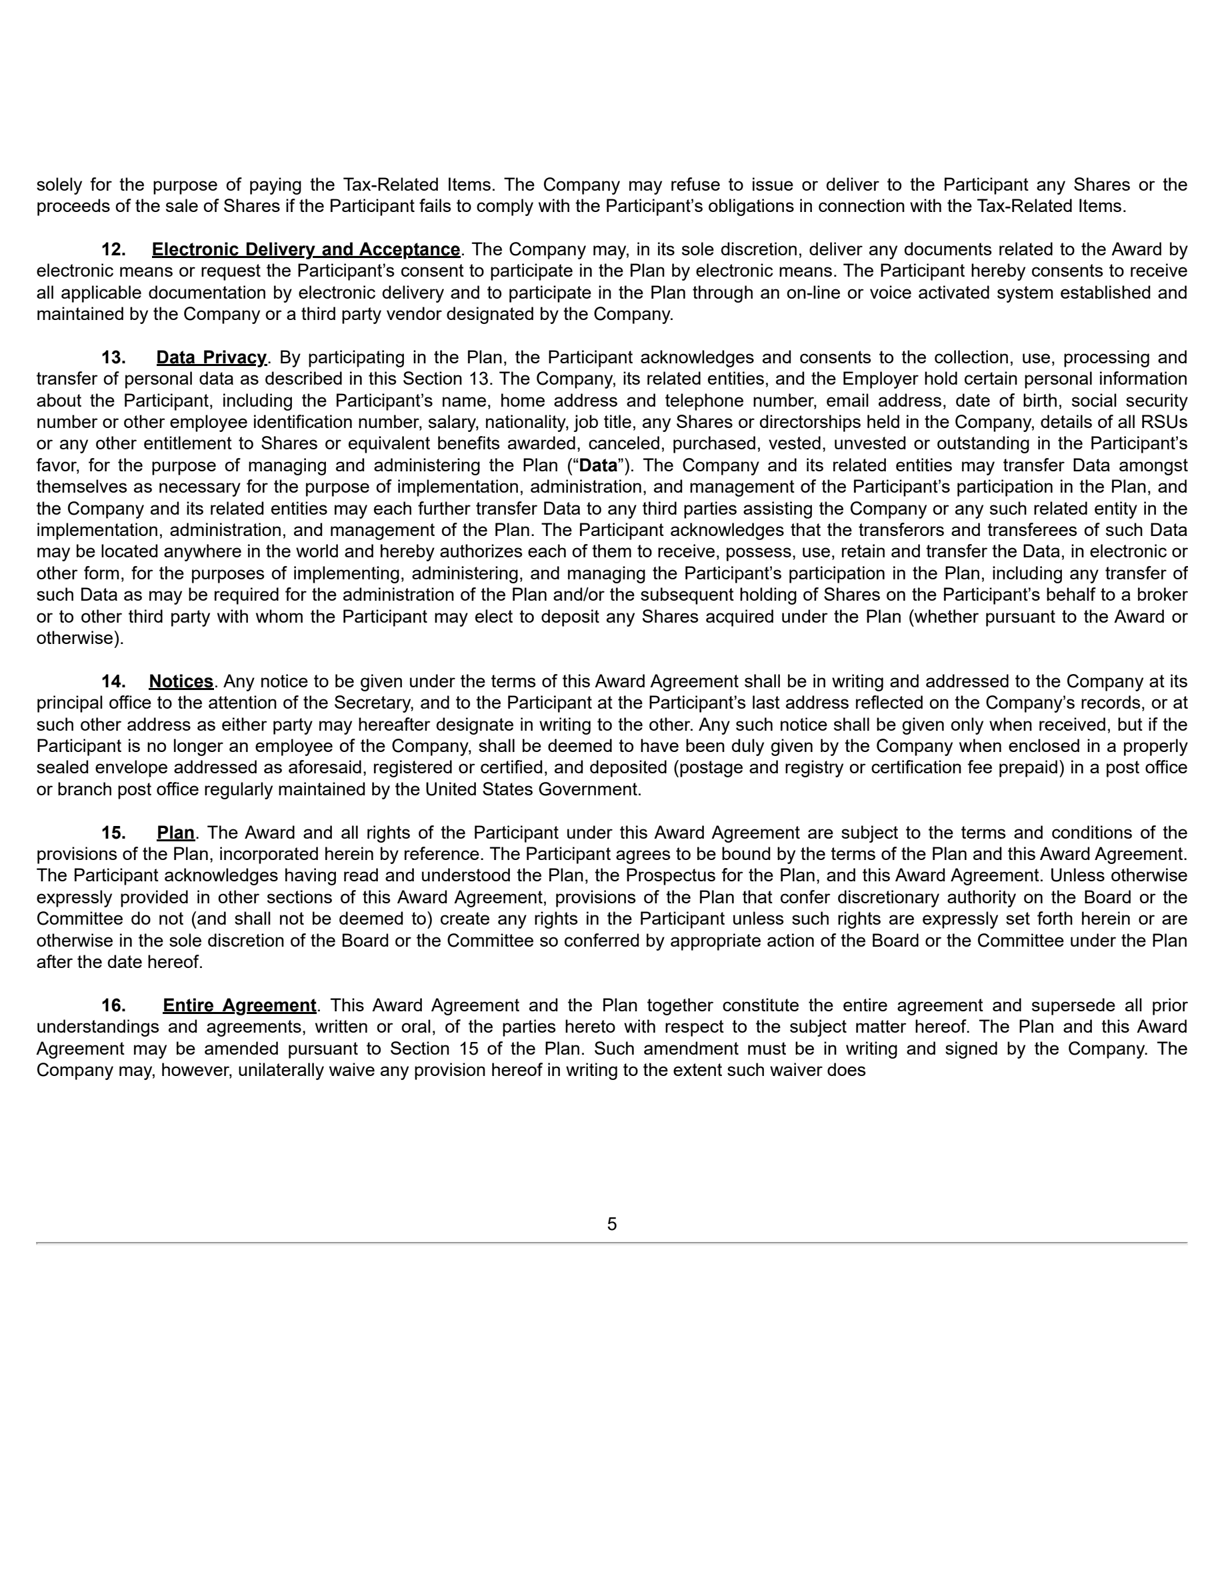 solely for the purpose of paying the Tax-Related Items. The Company may refuse to issue or deliver to the Participant any Shares or the
proceeds of the sale of Shares if the Participant fails to comply with the Participant’s obligations in connection with the Tax-Related Items.
12. Electronic Delivery and Acceptance. The Company may, in its sole discretion, deliver any documents related to the Award by
electronic means or request the Participant’s consent to participate in the Plan by electronic means. The Participant hereby consents to receive
all applicable documentation by electronic delivery and to participate in the Plan through an on-line or voice activated system established and
maintained by the Company or a third party vendor designated by the Company.
13. Data Privacy. By participating in the Plan, the Participant acknowledges and consents to the collection, use, processing and
transfer of personal data as described in this Section 13. The Company, its related entities, and the Employer hold certain personal information
about the Participant, including the Participant’s name, home address and telephone number, email address, date of birth, social security
number or other employee identification number, salary, nationality, job title, any Shares or directorships held in the Company, details of all RSUs
or any other entitlement to Shares or equivalent benefits awarded, canceled, purchased, vested, unvested or outstanding in the Participant’s
favor, for the purpose of managing and administering the Plan (“Data”). The Company and its related entities may transfer Data amongst
themselves as necessary for the purpose of implementation, administration, and management of the Participant’s participation in the Plan, and
the Company and its related entities may each further transfer Data to any third parties assisting the Company or any such related entity in the
implementation, administration, and management of the Plan. The Participant acknowledges that the transferors and transferees of such Data
may be located anywhere in the world and hereby authorizes each of them to receive, possess, use, retain and transfer the Data, in electronic or
other form, for the purposes of implementing, administering, and managing the Participant’s participation in the Plan, including any transfer of
such Data as may be required for the administration of the Plan and/or the subsequent holding of Shares on the Participant’s behalf to a broker
or to other third party with whom the Participant may elect to deposit any Shares acquired under the Plan (whether pursuant to the Award or
otherwise).
14. Notices. Any notice to be given under the terms of this Award Agreement shall be in writing and addressed to the Company at its
principal office to the attention of the Secretary, and to the Participant at the Participant’s last address reflected on the Company’s records, or at
such other address as either party may hereafter designate in writing to the other. Any such notice shall be given only when received, but if the
Participant is no longer an employee of the Company, shall be deemed to have been duly given by the Company when enclosed in a properly
sealed envelope addressed as aforesaid, registered or certified, and deposited (postage and registry or certification fee prepaid) in a post office
or branch post office regularly maintained by the United States Government.
15. Plan. The Award and all rights of the Participant under this Award Agreement are subject to the terms and conditions of the
provisions of the Plan, incorporated herein by reference. The Participant agrees to be bound by the terms of the Plan and this Award Agreement.
The Participant acknowledges having read and understood the Plan, the Prospectus for the Plan, and this Award Agreement. Unless otherwise
expressly provided in other sections of this Award Agreement, provisions of the Plan that confer discretionary authority on the Board or the
Committee do not (and shall not be deemed to) create any rights in the Participant unless such rights are expressly set forth herein or are
otherwise in the sole discretion of the Board or the Committee so conferred by appropriate action of the Board or the Committee under the Plan
after the date hereof.
16. Entire Agreement. This Award Agreement and the Plan together constitute the entire agreement and supersede all prior
understandings and agreements, written or oral, of the parties hereto with respect to the subject matter hereof. The Plan and this Award
Agreement may be amended pursuant to Section 15 of the Plan. Such amendment must be in writing and signed by the Company. The
Company may, however, unilaterally waive any provision hereof in writing to the extent such waiver does
5